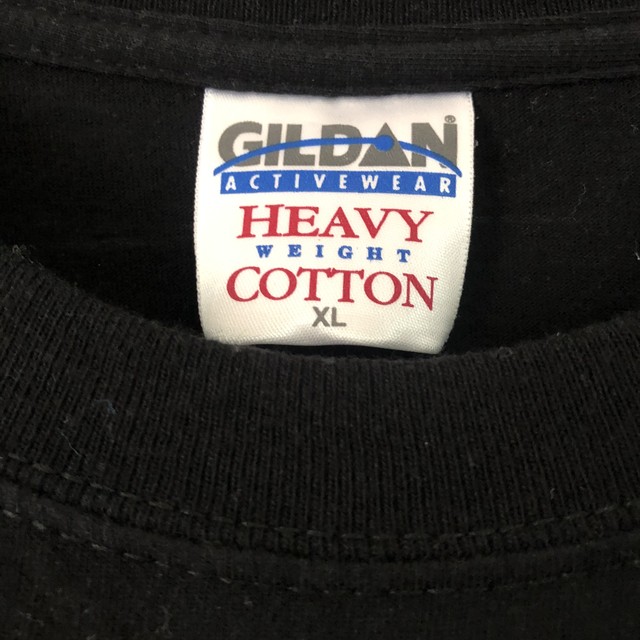 GILDAN®
ACTIVEWEAR
HEAVY
WEIGHT
COTTON
XL